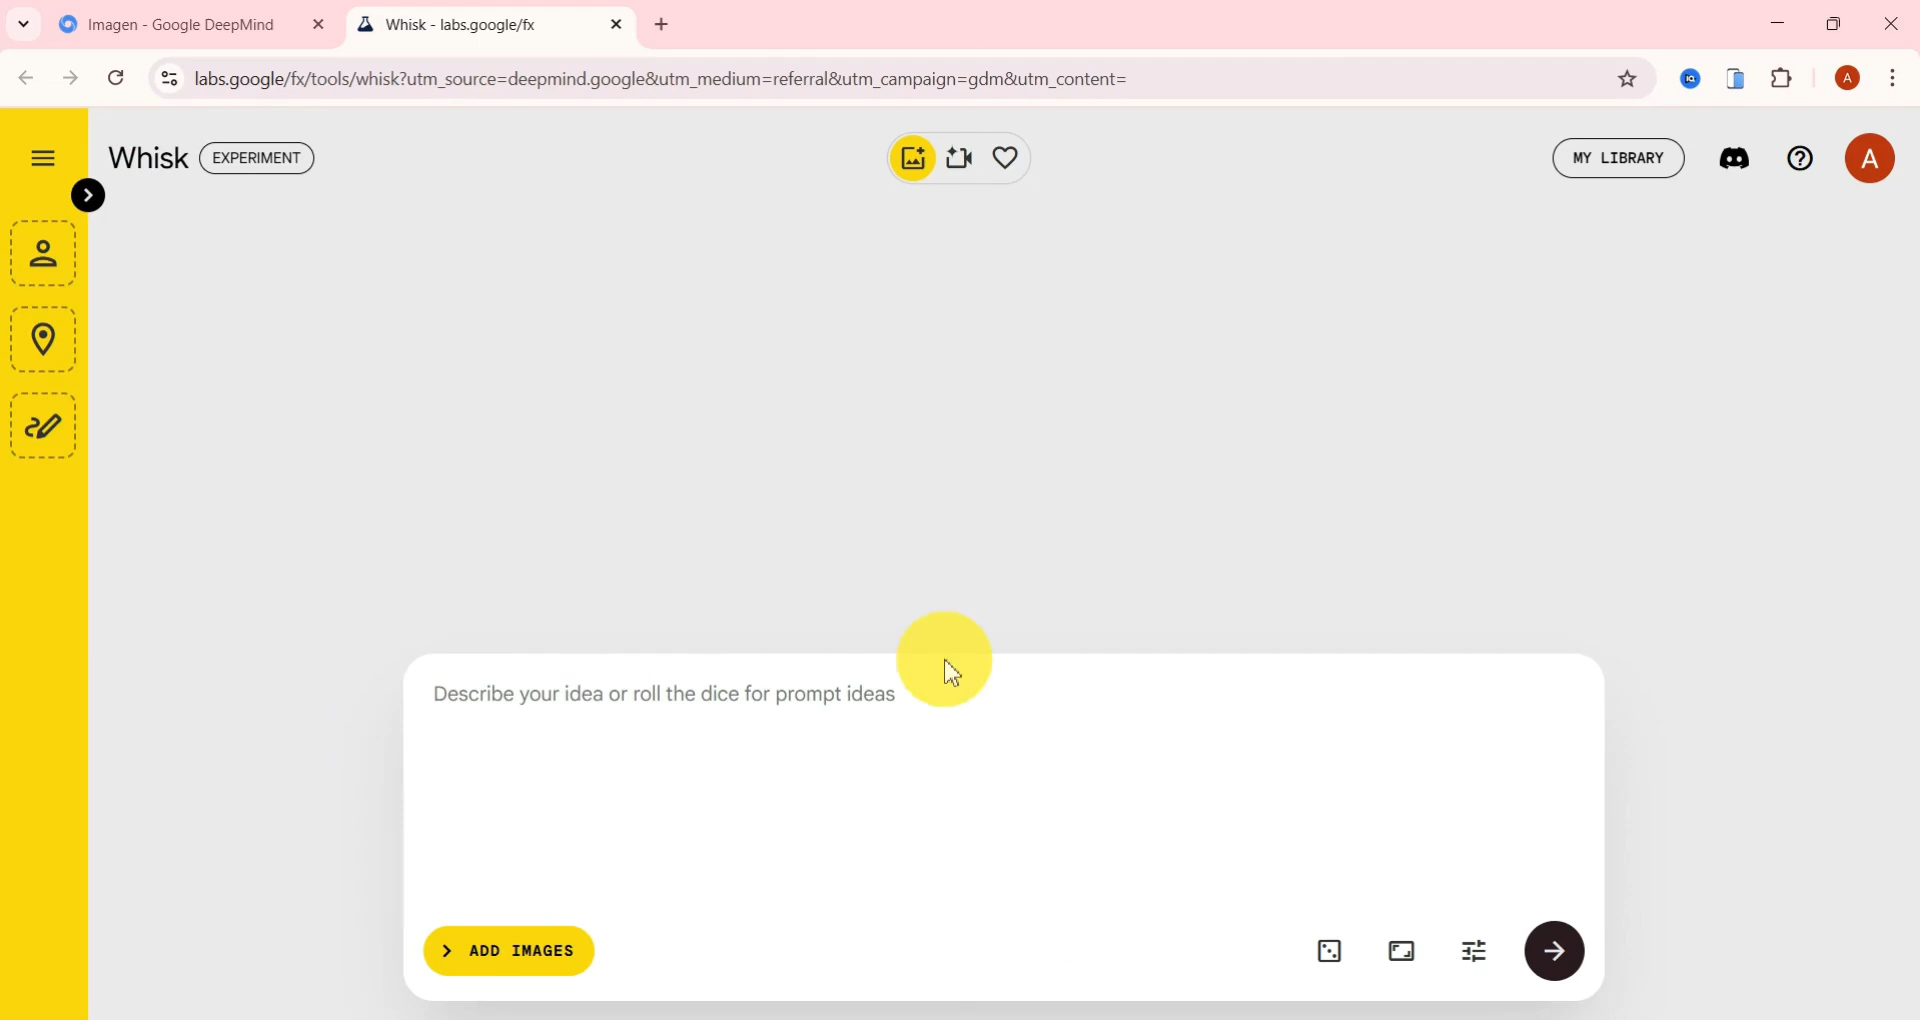 Imagen - Google DeepMind
Whisk - labs.google/fx
labs.google/fx/tools/whisk?utm_source=deepmind.google&utm_medium=referral&utm_campaign=gdm&utm_content=
A
Whisk EXPERIMENT
MY LIBRARY
A
Describe your idea or roll the dice for prompt ideas
ADD IMAGES